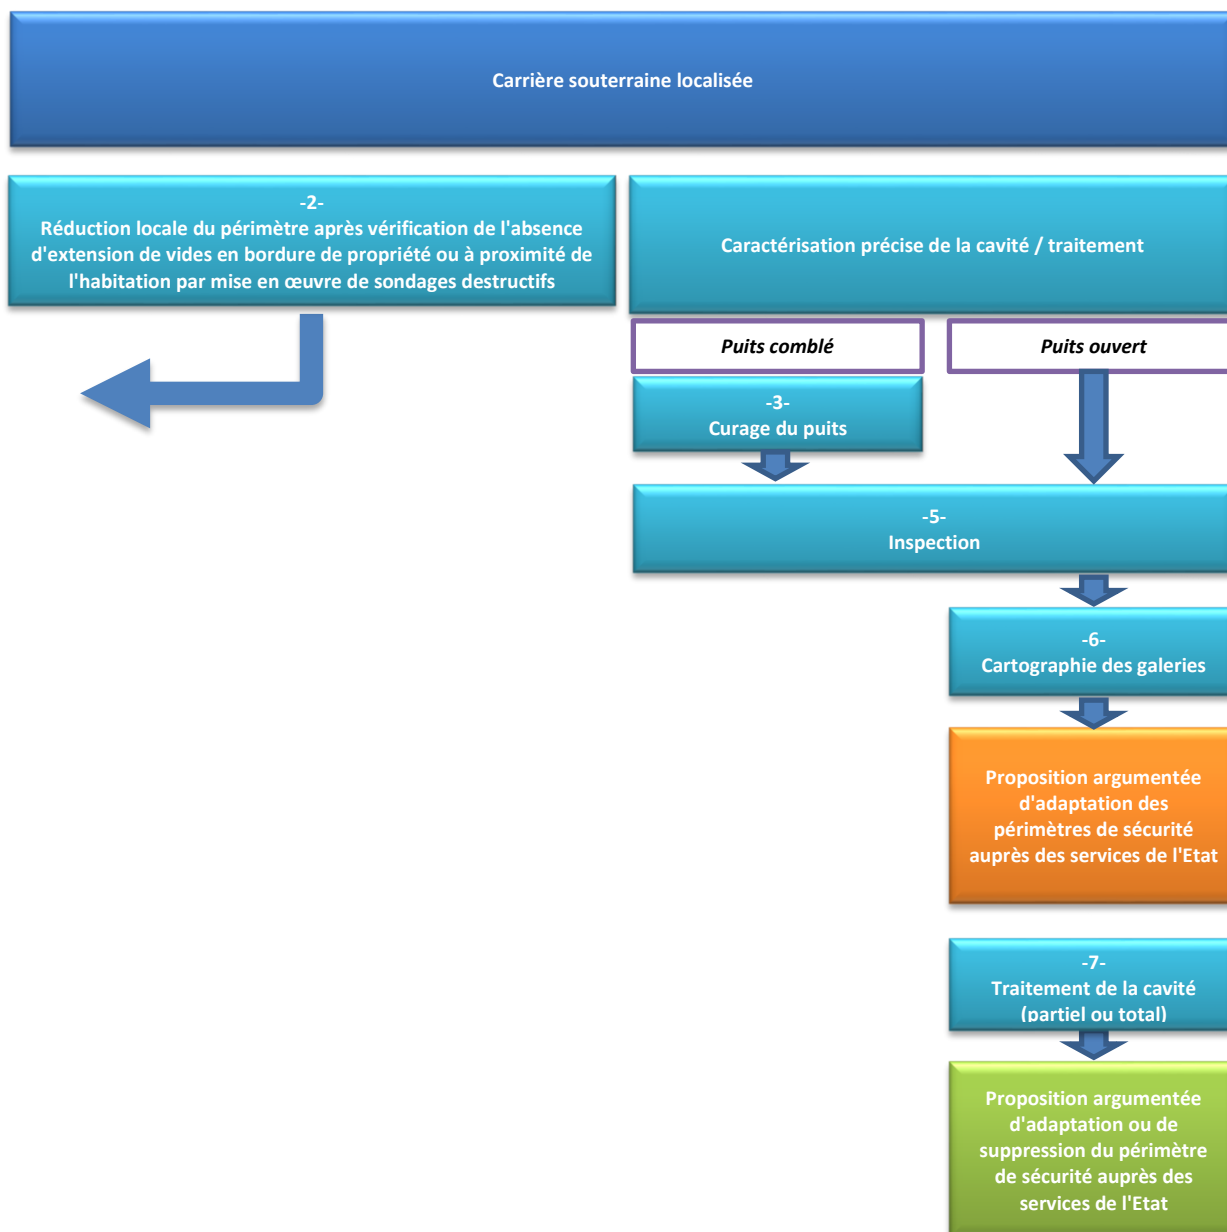 Carrière souterraine localisée
-2-
Réduction locale du périmètre après vérification de l'absence
d'extension de vides en bordure de propriété ou à proximité de
l'habitation par mise en œuvre de sondages destructifs
Caractérisation précise de la cavité / traitement
Puits comblé
Puits ouvert
-3-
Curage du puits
-5-
Inspection
-6-
Cartographie des galeries
Proposition argumentée
d'adaptation des
périmètres de sécurité
auprès des services de l'Etat
-7-
Traitement de la cavité
(partiel ou total)
Proposition argumentée
d'adaptation ou de
suppression du périmètre
de sécurité auprès des
services de l'Etat